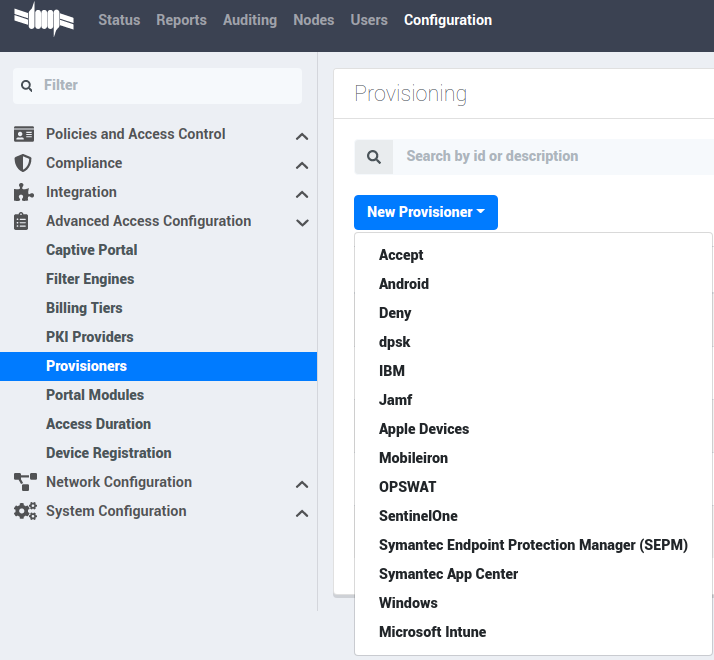 Status Reports Auditing Nodes Users Configuration
Filter
Policies and Access Control
Compliance
Integration
Advanced Access Configuration
Captive Portal
Filter Engines
Billing Tiers
PKI Providers
Provisioners
Portal Modules
Access Duration
Device Registration
Network Configuration
System Configuration
Provisioning
Search by id or description
New Provisioner
Accept
Android
Deny
dpsk
IBM
Jamf
Apple Devices
Mobileiron
OPSWAT
SentinelOne
Symantec Endpoint Protection Manager (SEPM)
Symantec App Center
Windows
Microsoft Intune